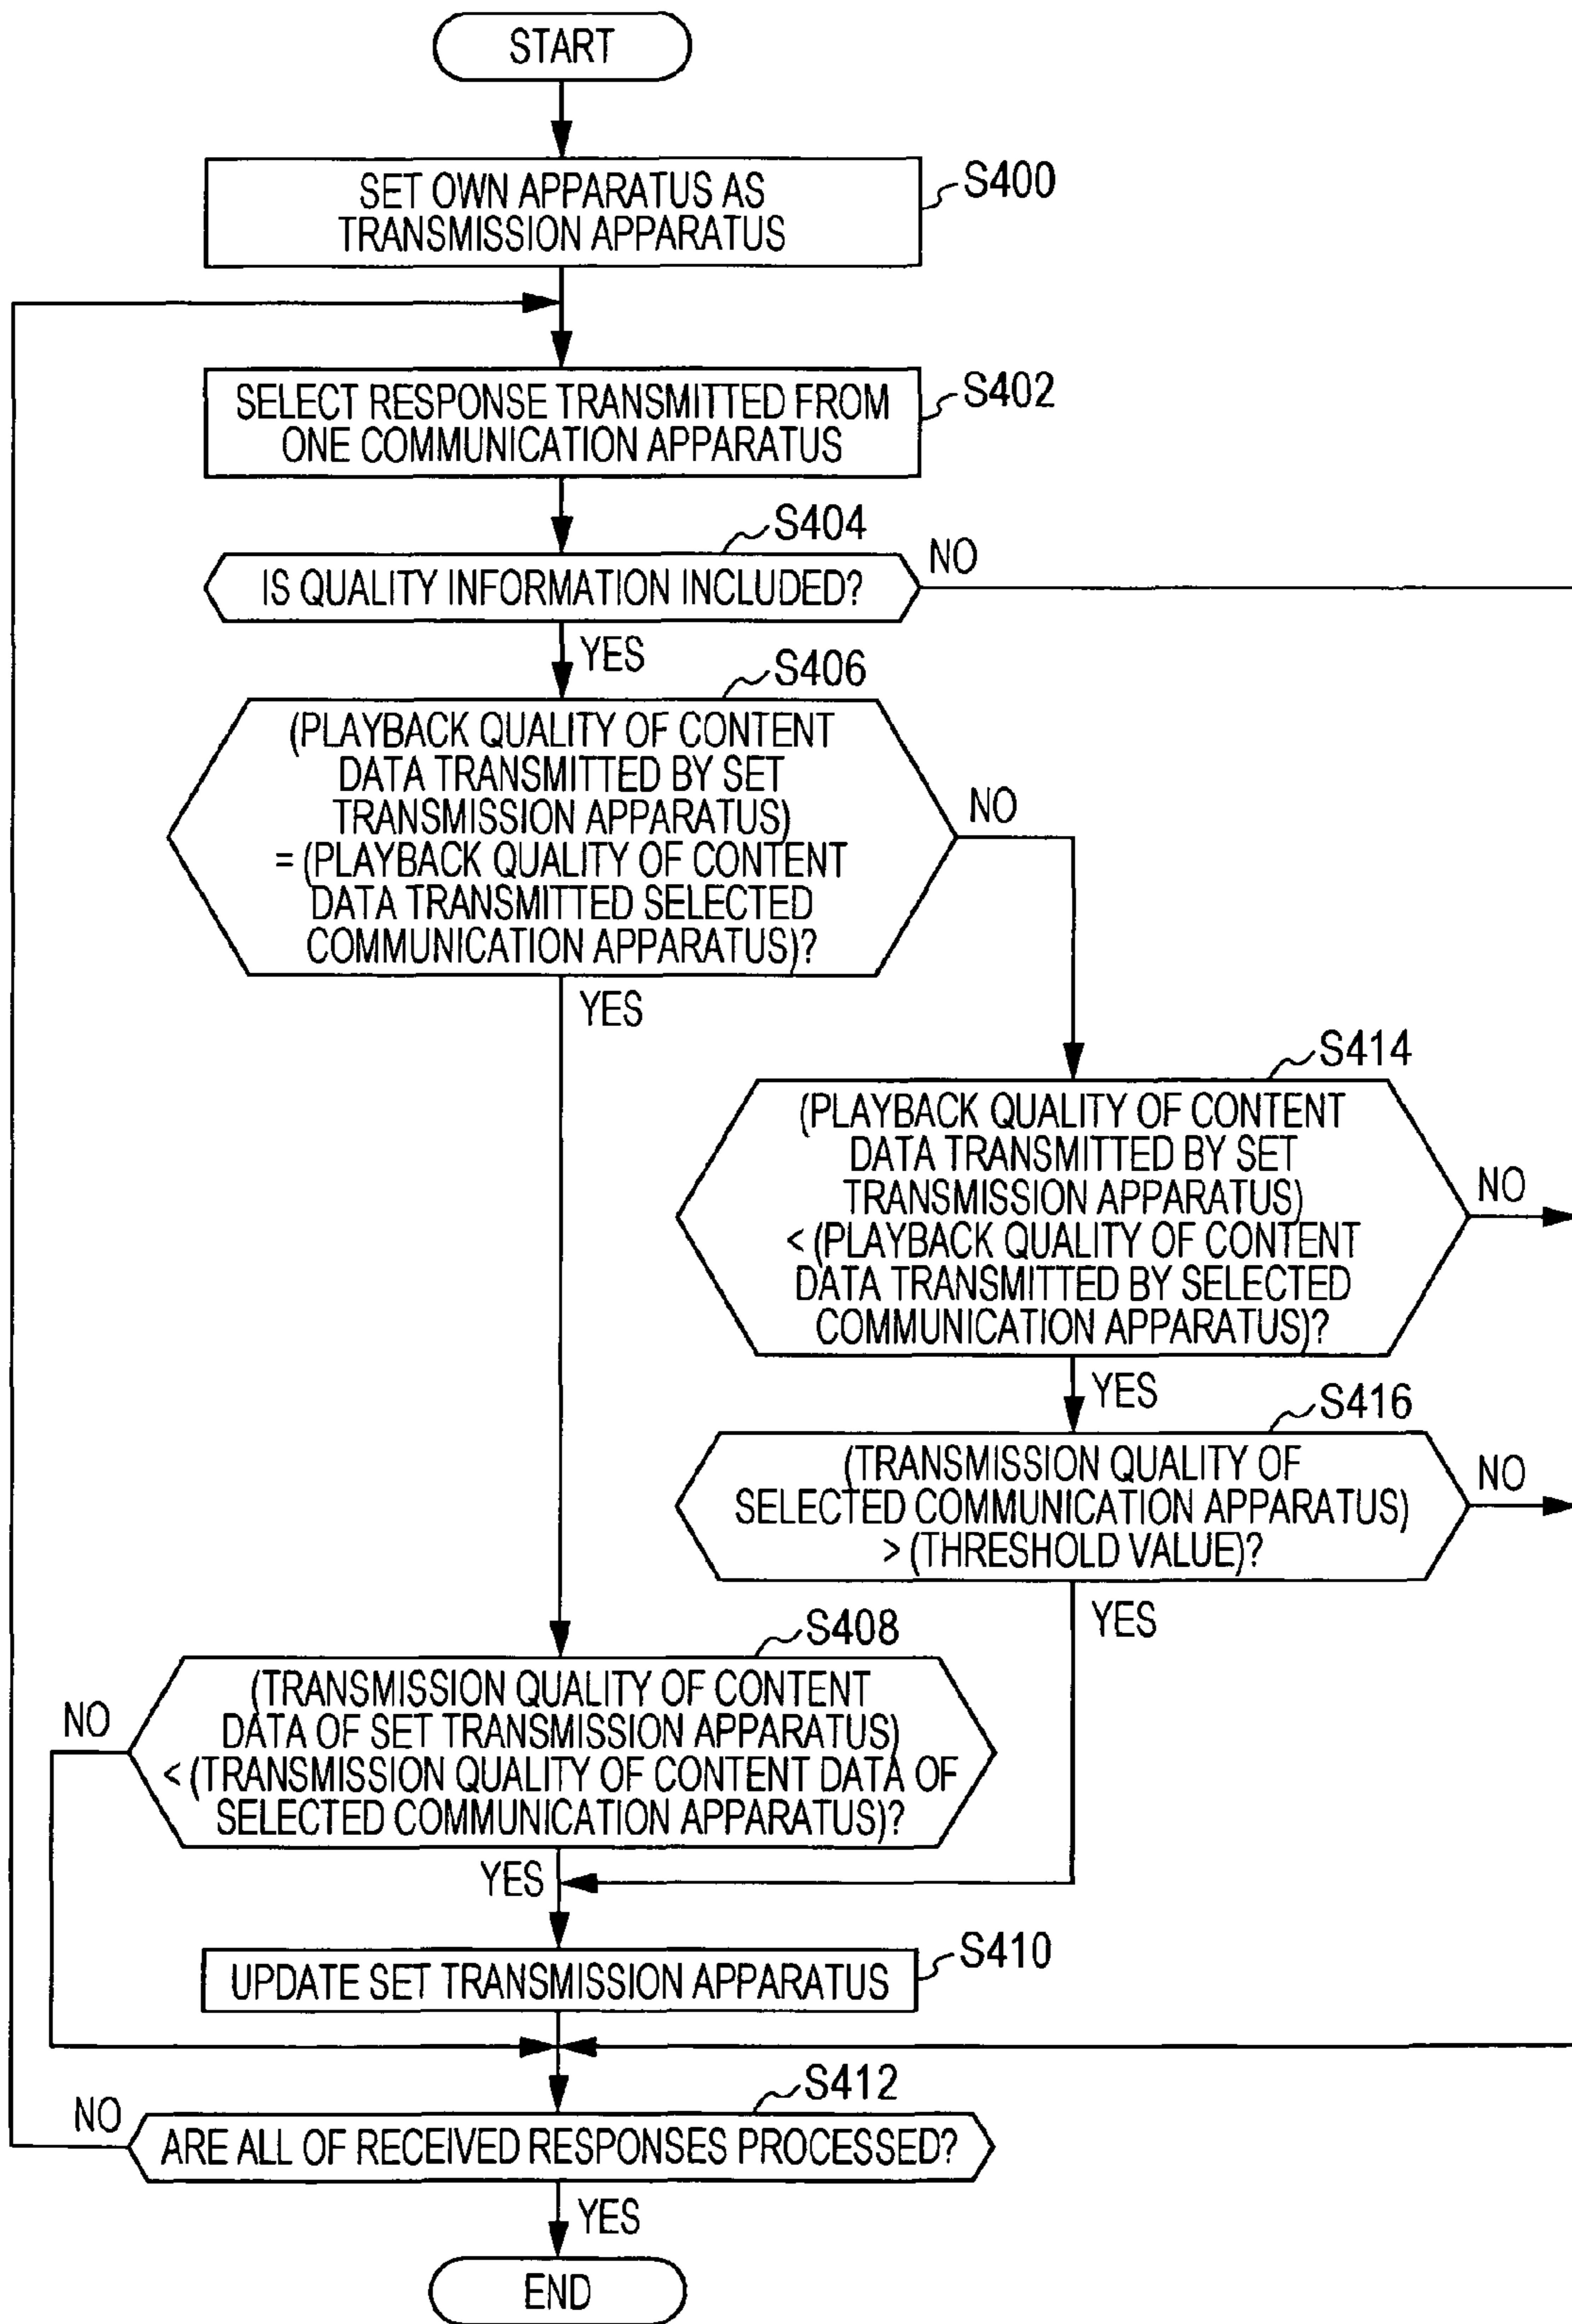 START
SET OWN APPARATUS AS
TRANSMISSION APPARATUS
S400
SELECT RESPONSE TRANSMITTED FROM
ONE COMMUNICATION APPARATUS
S402
S404
IS QUALITY INFORMATION INCLUDED?
NO
YES
S406
(PLAYBACK QUALITY OF CONTENT
DATA TRANSMITTED BY SET
TRANSMISSION APPARATUS)
= (PLAYBACK QUALITY OF CONTENT
DATA TRANSMITTED SELECTED
COMMUNICATION APPARATUS)?
NO
YES
S414
(PLAYBACK QUALITY OF CONTENT
DATA TRANSMITTED BY SET
TRANSMISSION APPARATUS)
< (PLAYBACK QUALITY OF CONTENT
DATA TRANSMITTED BY SELECTED
COMMUNICATION APPARATUS)?
NO
YES
S416
(TRANSMISSION QUALITY OF
SELECTED COMMUNICATION APPARATUS)
> (THRESHOLD VALUE)?
NO
YES
S408
(TRANSMISSION QUALITY OF CONTENT
DATA OF SET TRANSMISSION APPARATUS)
< (TRANSMISSION QUALITY OF CONTENT DATA OF
SELECTED COMMUNICATION APPARATUS)?
NO
YES
S410
UPDATE SET TRANSMISSION APPARATUS
S412
NO
ARE ALL OF RECEIVED RESPONSES PROCESSED?
YES
END